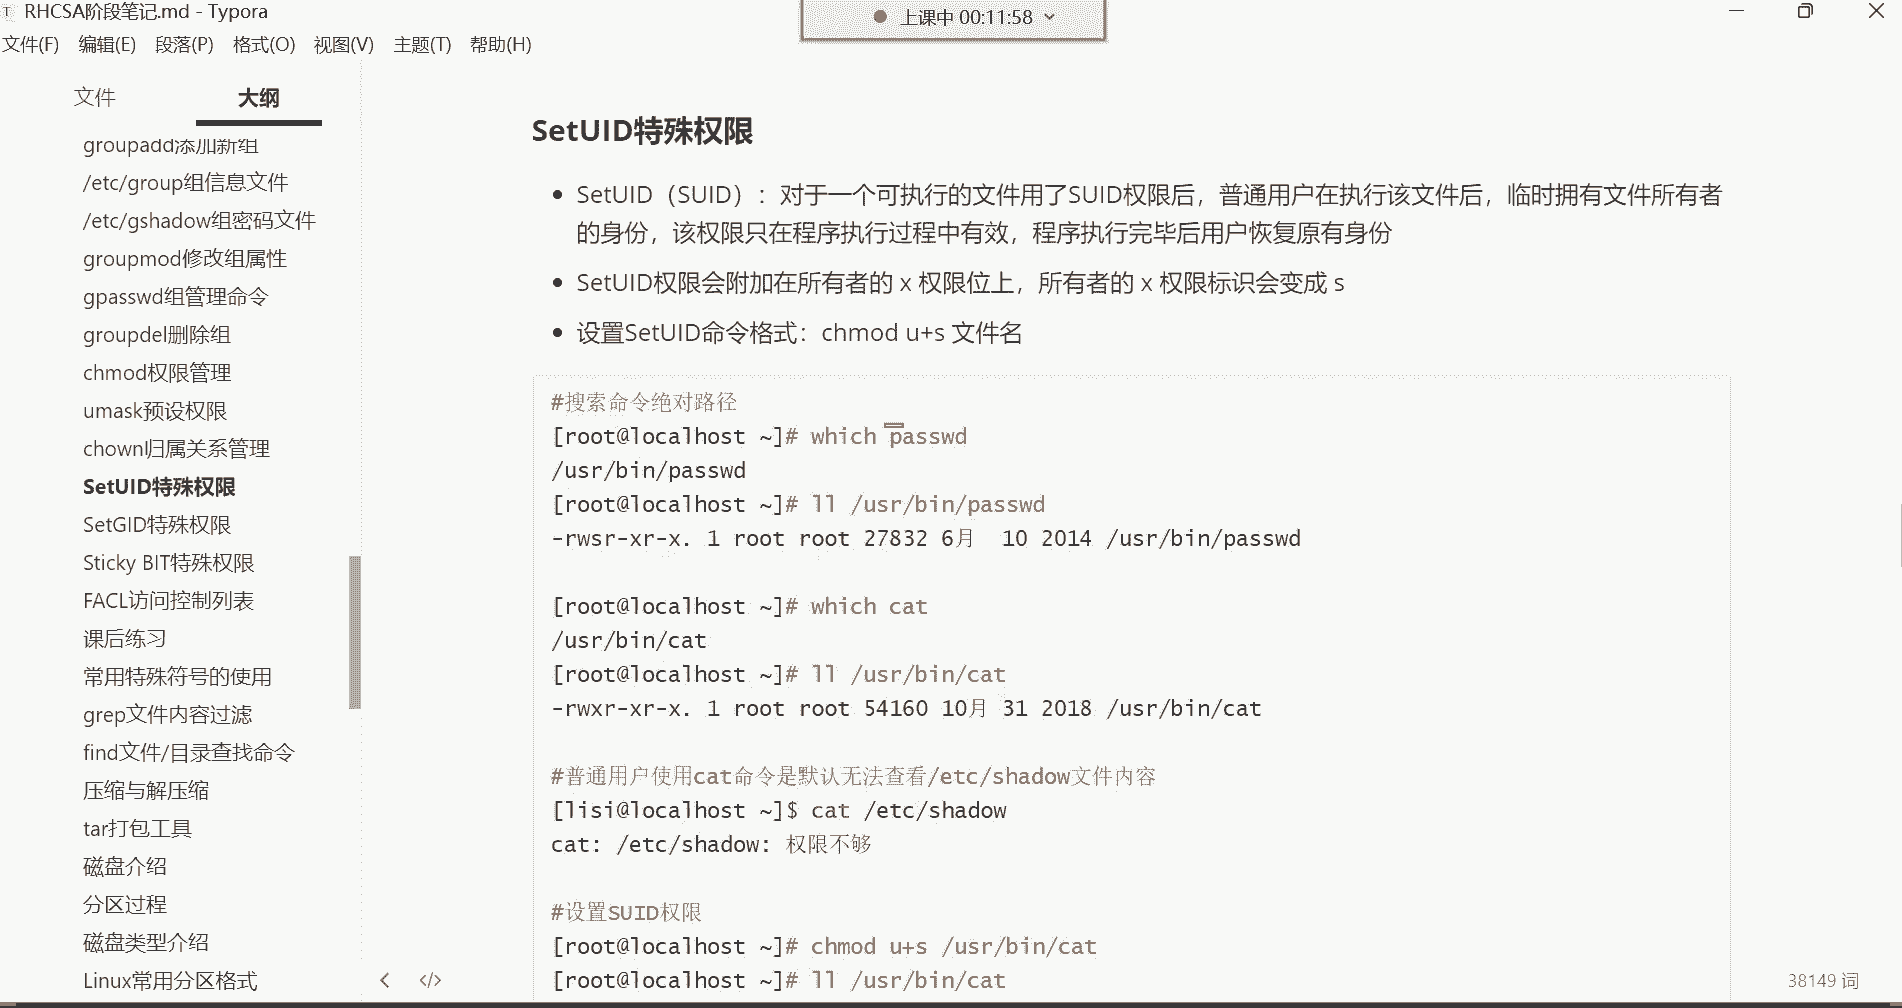 RHCSA阶段笔记.md - Typora
上课中 00:11:58
文件(F) 编辑(E) 段落(P) 格式(O) 视图(V) 主题(T) 帮助(H)
文件 大纲
groupadd添加新组
/etc/group组信息文件
/etc/gshadow组密码文件
groupmod修改组属性
gpasswd组管理命令
groupdel删除组
chmod权限管理
umask预设权限
chown归属关系管理
SetUID特殊权限
SetGID特殊权限
Sticky BIT特殊权限
FACL访问控制列表
课后练习
常用特殊符号的使用
grep文件内容过滤
find文件/目录查找命令
压缩与解压缩
tar打包工具
磁盘介绍
分区过程
磁盘类型介绍
Linux常用分区格式
SetUID特殊权限
SetUID（SUID）：对于一个可执行的文件用了SUID权限后，普通用户在执行该文件后，临时拥有文件所有者
的身份，该权限只在程序执行过程中有效，程序执行完毕后用户恢复原有身份
SetUID权限会附加在所有者的 x 权限位上，所有者的 x 权限标识会变成 s
设置SetUID命令格式：chmod u+s 文件名
#搜索命令绝对路径
[root@localhost ~]# which passwd
/usr/bin/passwd
[root@localhost ~]# ll /usr/bin/passwd
-rwsr-xr-x. 1 root root 27832 6月  10 2014 /usr/bin/passwd
[root@localhost ~]# which cat
/usr/bin/cat
[root@localhost ~]# ll /usr/bin/cat
-rwxr-xr-x. 1 root root 54160 10月 31 2018 /usr/bin/cat
#普通用户使用cat命令是默认无法查看/etc/shadow文件内容
[lisi@localhost ~]$ cat /etc/shadow
cat: /etc/shadow: 权限不够
#设置SUID权限
[root@localhost ~]# chmod u+s /usr/bin/cat
[root@localhost ~]# ll /usr/bin/cat
38149 词